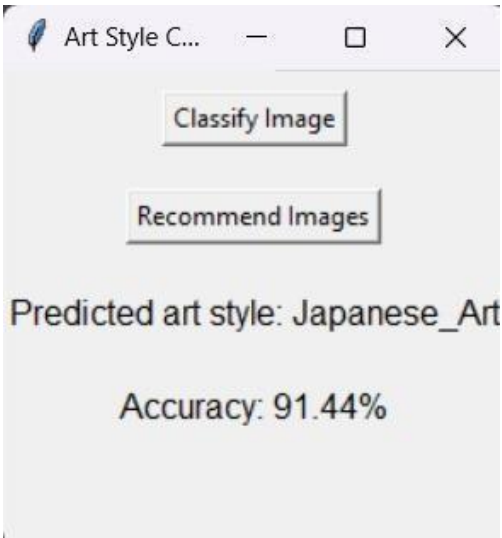 Art Style C...
Classify Image
Recommend Images
Predicted art style: Japanese_Art
Accuracy: 91.44%